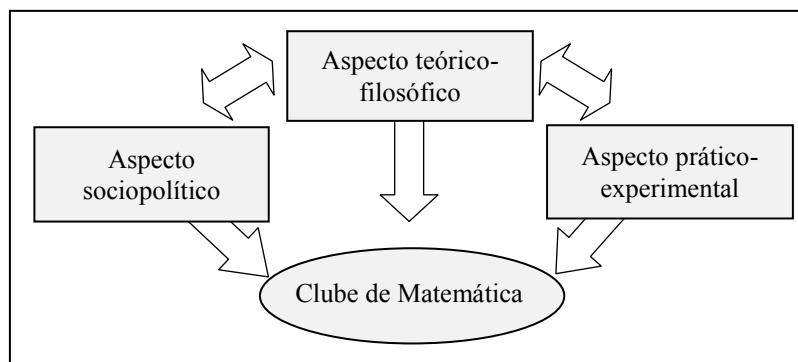 Aspecto teórico-
filosófico
Aspecto
sociopolítico
Aspecto prático-
experimental
Clube de Matemática